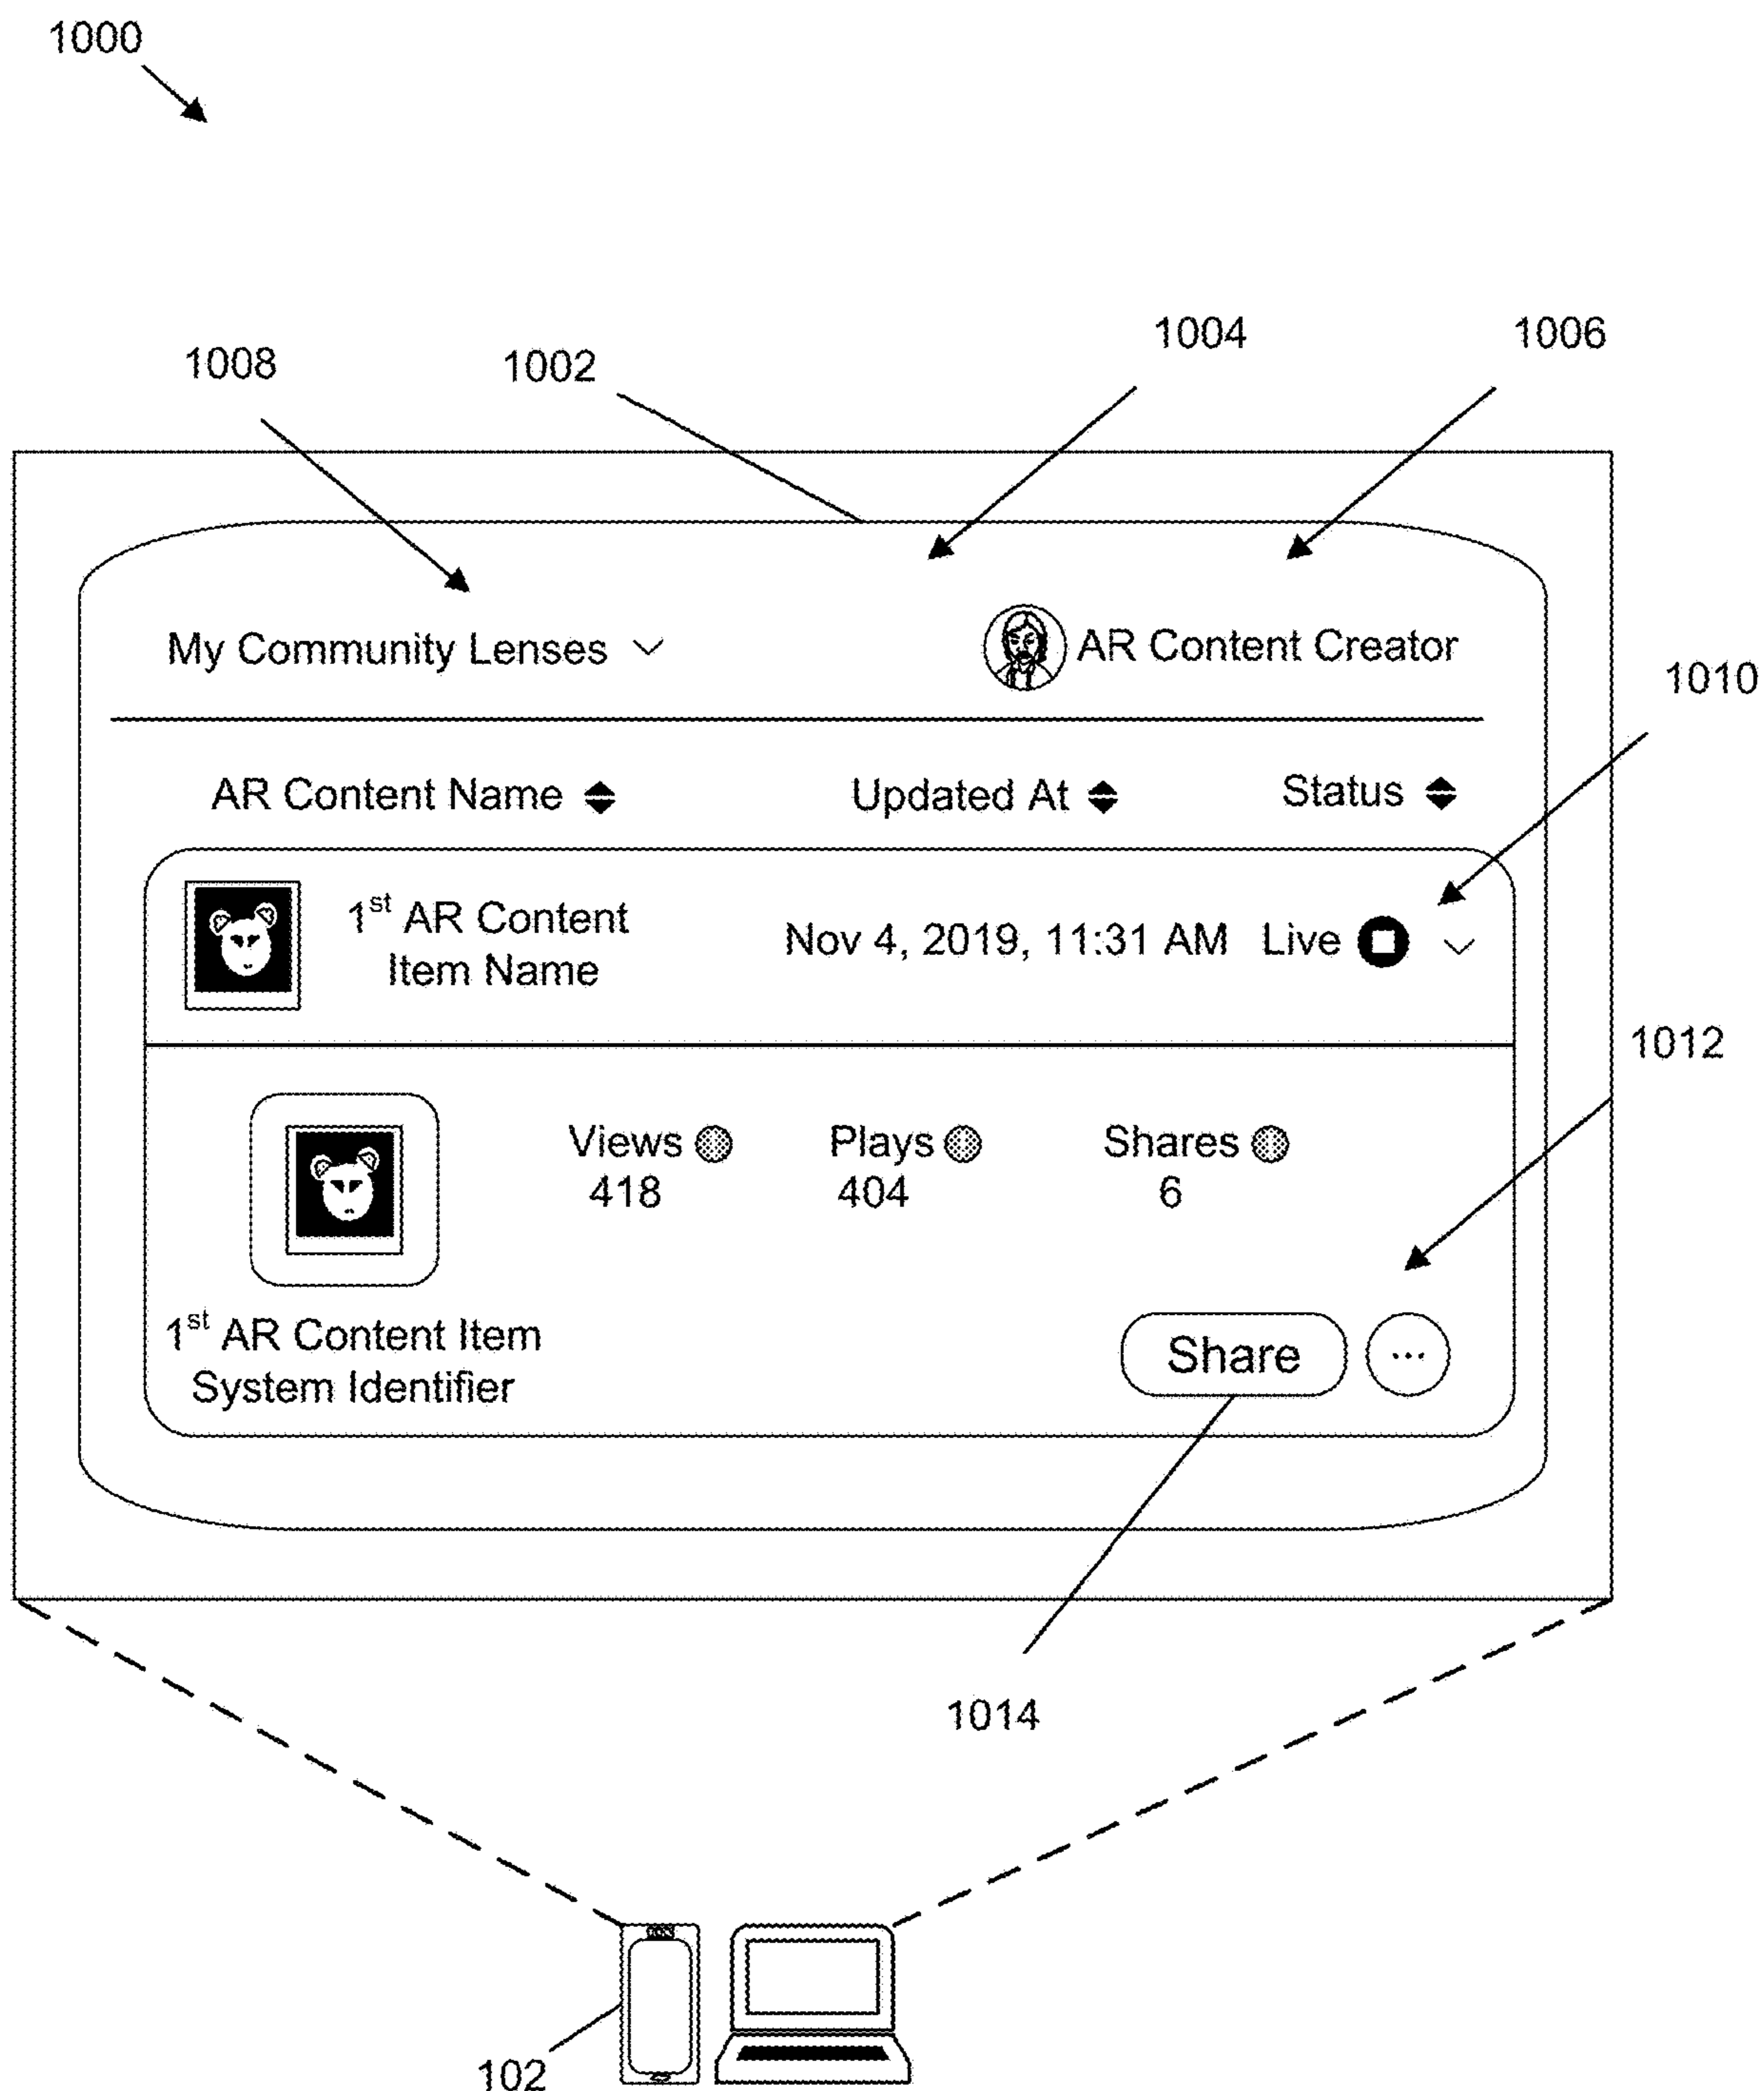 1000
1004
1006
1008
1002
My Community Lenses
AR Content Creator
1010
AR Content Name
Updated At
Status
1st AR Content
Item Name
Nov 4, 2019, 11:31 AM
Live
1012
Views
418
Plays
404
Shares
6
1st AR Content Item
System Identifier
Share
...
1014
102